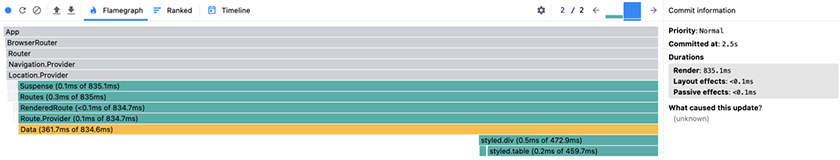 Flamegraph Ranked Timeline 2 / 2 Commit information
App
BrowserRouter
Router
Navigation.Provider
Location.Provider
Suspense (0.1ms of 835.1ms)
Routes (0.3ms of 835ms)
RenderedRoute (<0.1ms of 834.7ms)
Route.Provider (0.1ms of 834.7ms)
Data (361.7ms of 834.6ms)
styled.div (0.5ms of 472.9ms)
styled.table (0.2ms of 459.7ms)
Priority: Normal
Committed at: 2.5s
Durations
Render: 835.1ms
Layout effects: <0.1ms
Passive effects: <0.1ms
What caused this update?
(unknown)